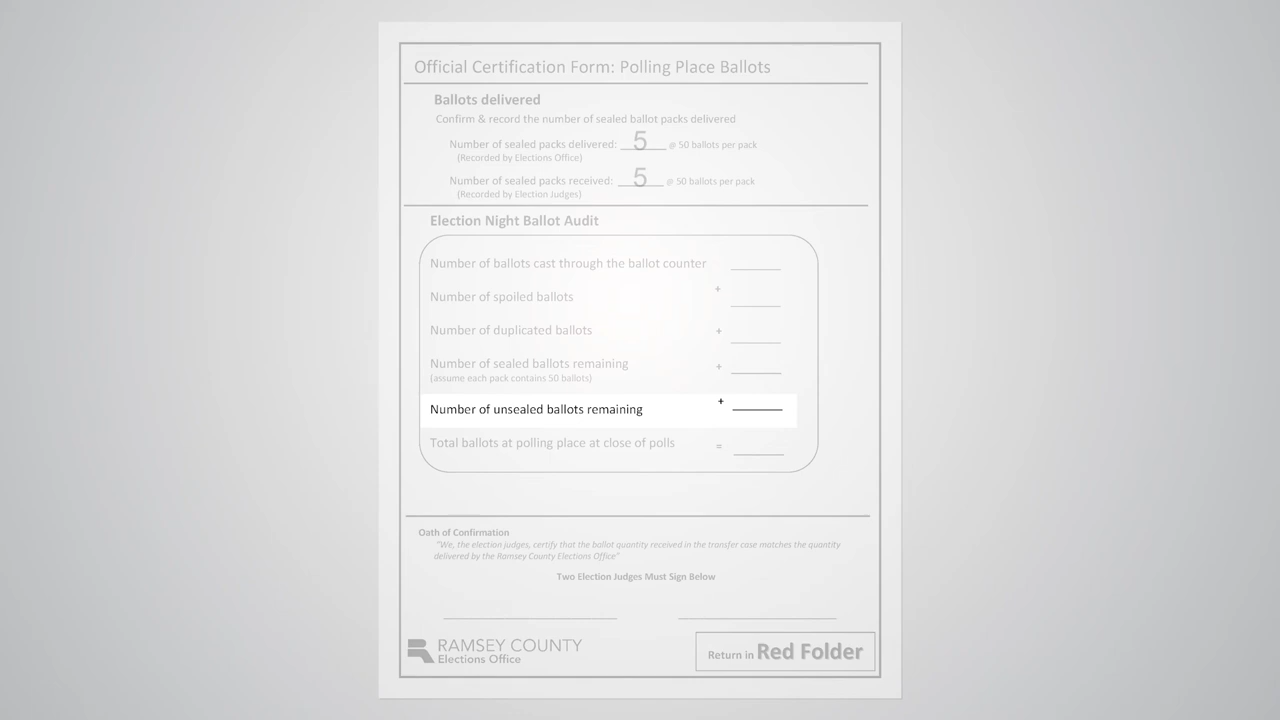 Official Certification Form: Polling Place Ballots
Ballots delivered
Confirm & record the number of sealed ballot packs delivered
Number of sealed packs delivered: 5 @ 50 ballots per pack
(Recorded by Elections Office)
Number of sealed packs received: 5 @ 50 ballots per pack
(Recorded by Election Judges)
Election Night Ballot Audit
Number of ballots cast through the ballot counter
Number of spoiled ballots +
Number of duplicated ballots +
Number of sealed ballots remaining +
(assume each pack contains 50 ballots)
Number of unsealed ballots remaining +
Total ballots at polling place at close of polls =
Oath of Confirmation
"We, the election judges, certify that the ballot quantity received in the transfer case matches the quantity
delivered by the Ramsey County Elections Office"
Two Election Judges Must Sign Below
RAMSEY COUNTY
Elections Office
Return in Red Folder